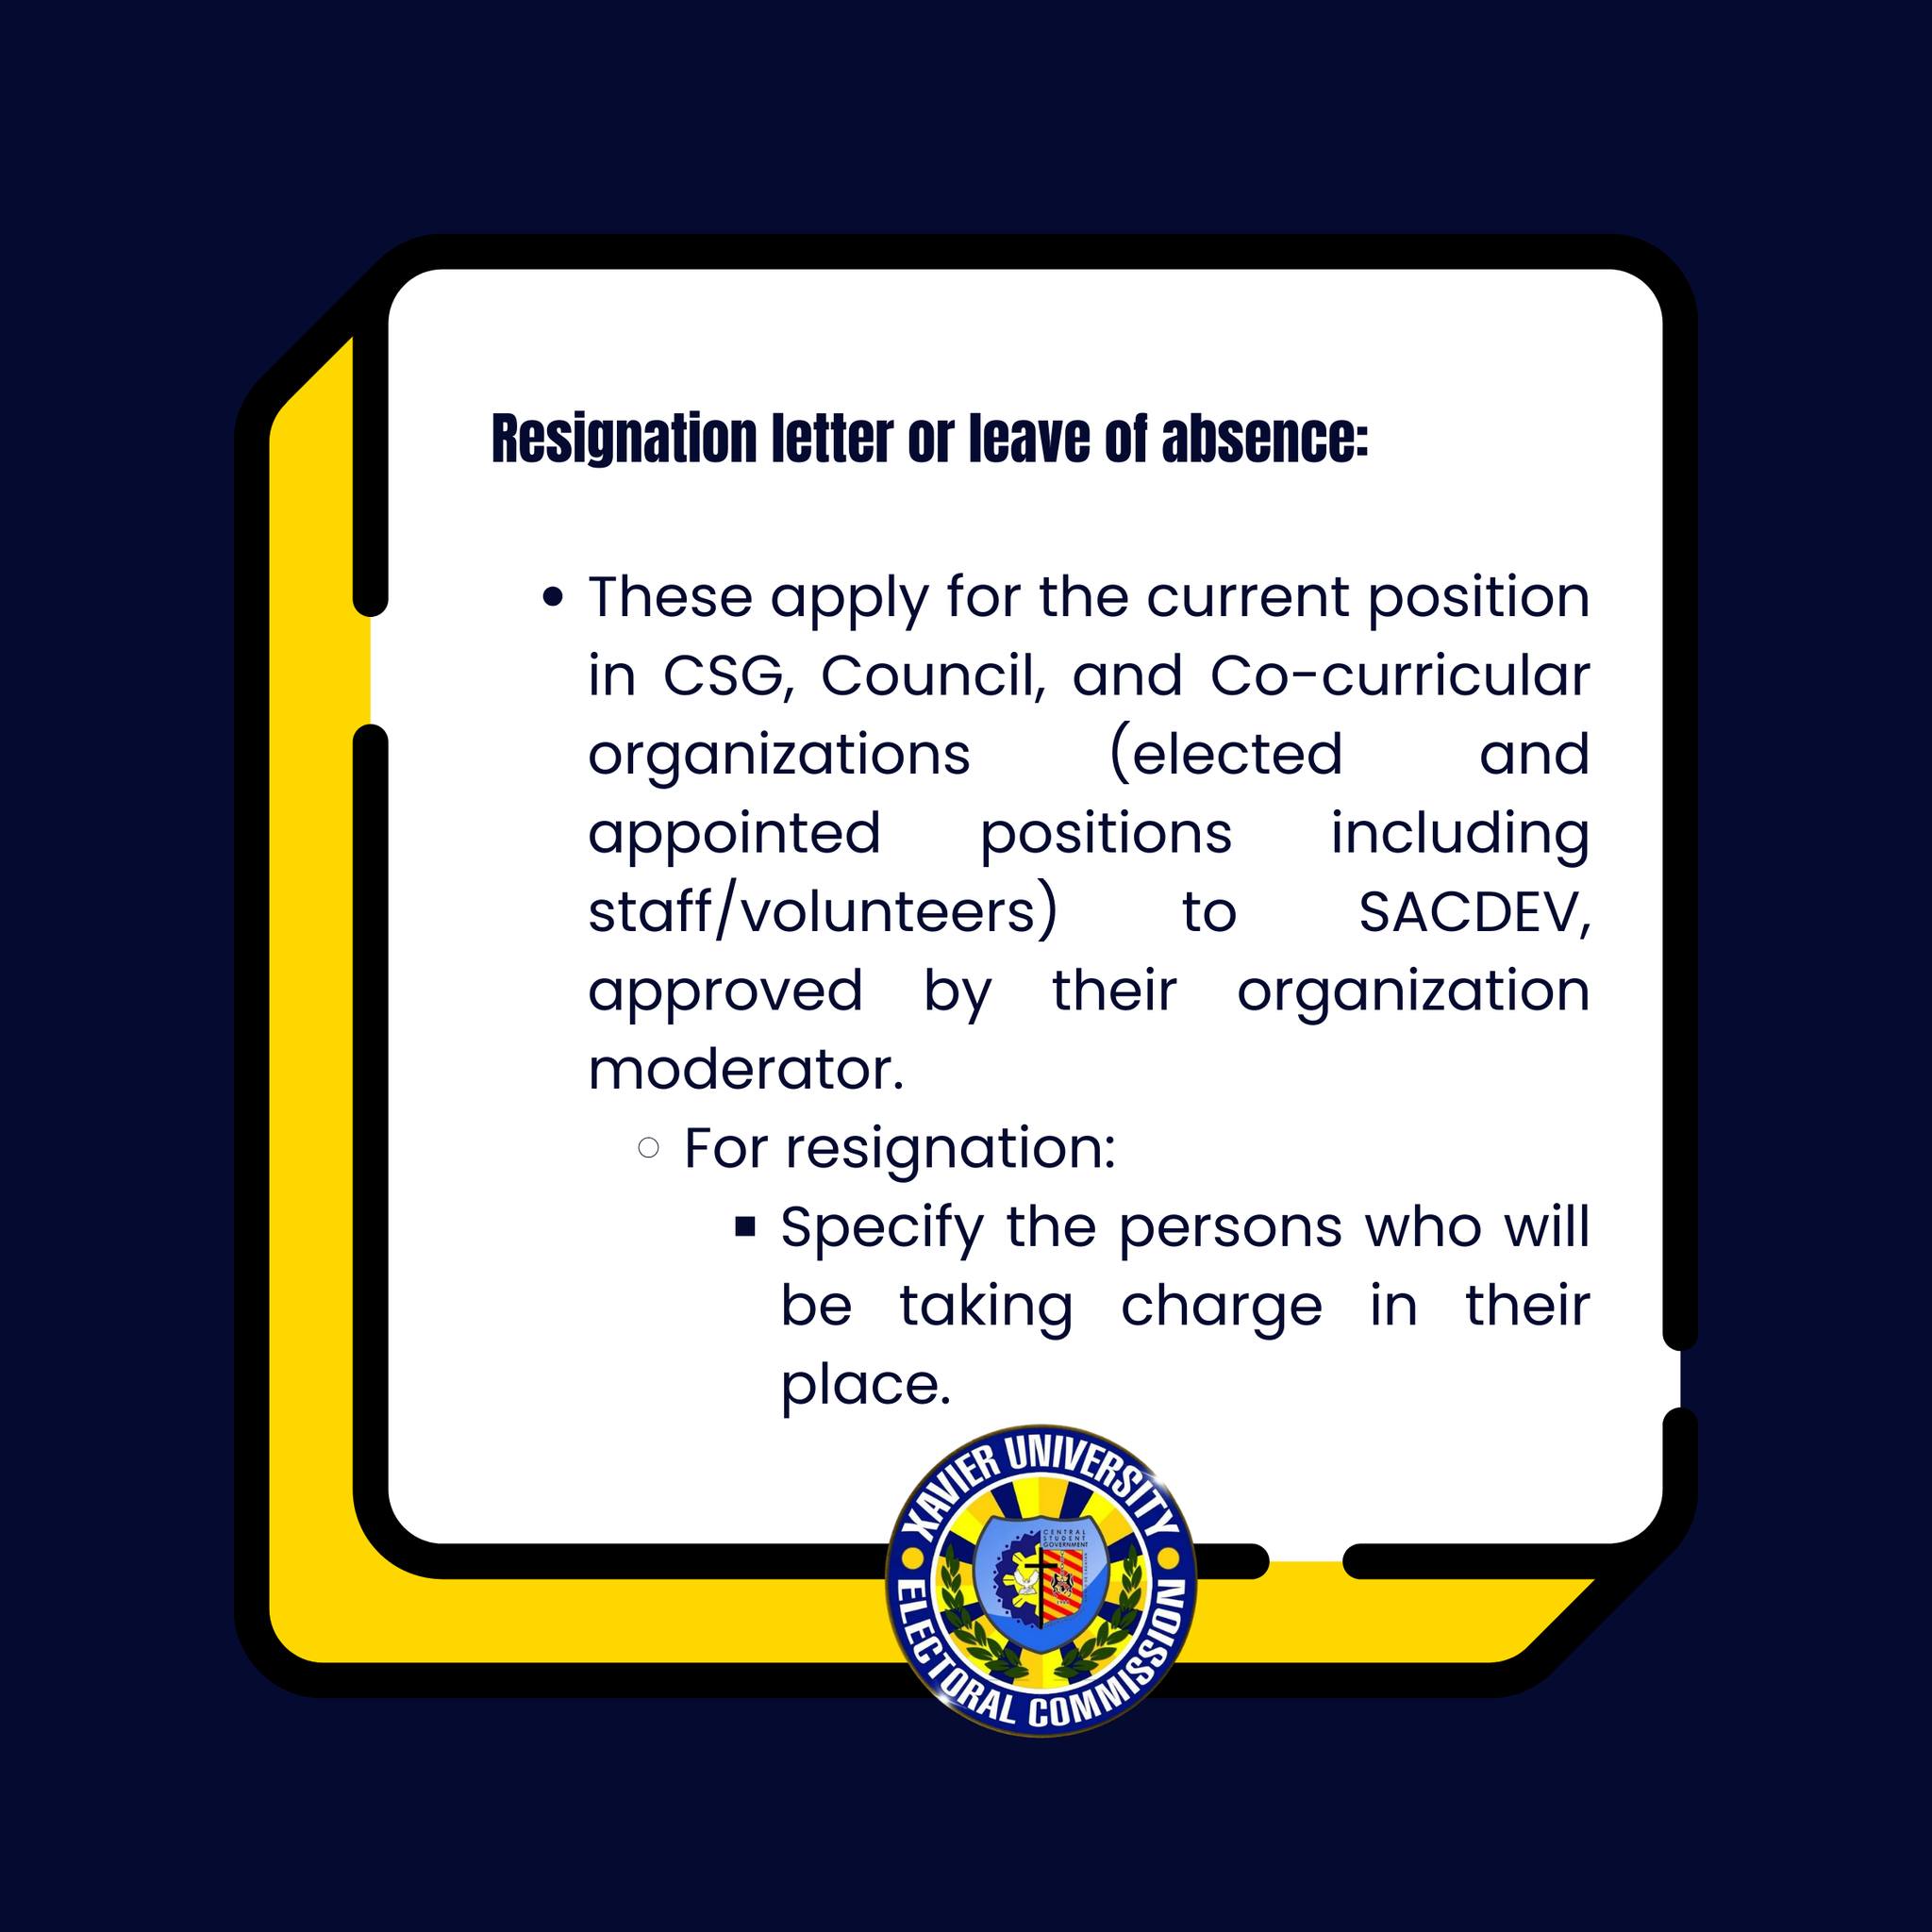 Resignation letter or leave of absence:
• These apply for the current position
in CSG, Council, and Co-curricular
organizations (elected and
appointed positions including
staff/volunteers) to SACDEV,
approved by their organization
moderator.
○ For resignation:
■ Specify the persons who will
be taking charge in their
place.
XAVIER UNIVERSITY
CENTRAL
STUDENT
GOVERNMENT
ELECTORAL COMMISSION